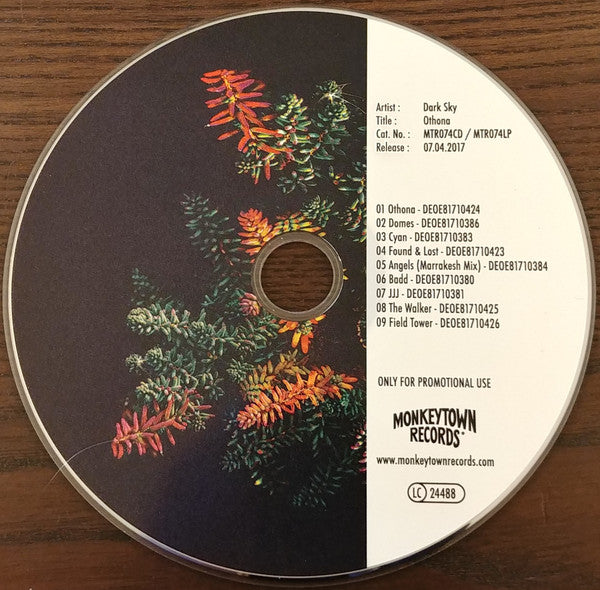 Artist : Dark Sky
Title : Othona
Cat. No. : MTR074CD / MTR074LP
Release : 07.04.2017
01 Othona - DEOE81710424
02 Domes - DEOE81710386
03 Cyan - DEOE81710383
04 Found & Lost - DEOE81710423
05 Angels (Marrakesh Mix) - DEOE81710384
06 Badd - DEOE81710380
07 JJJ - DEOE81710381
08 The Walker - DEOE81710425
09 Field Tower - DEOE81710426
ONLY FOR PROMOTIONAL USE
MONKEYTOWN
RECORDS
www.monkeytownrecords.com
LC 24488